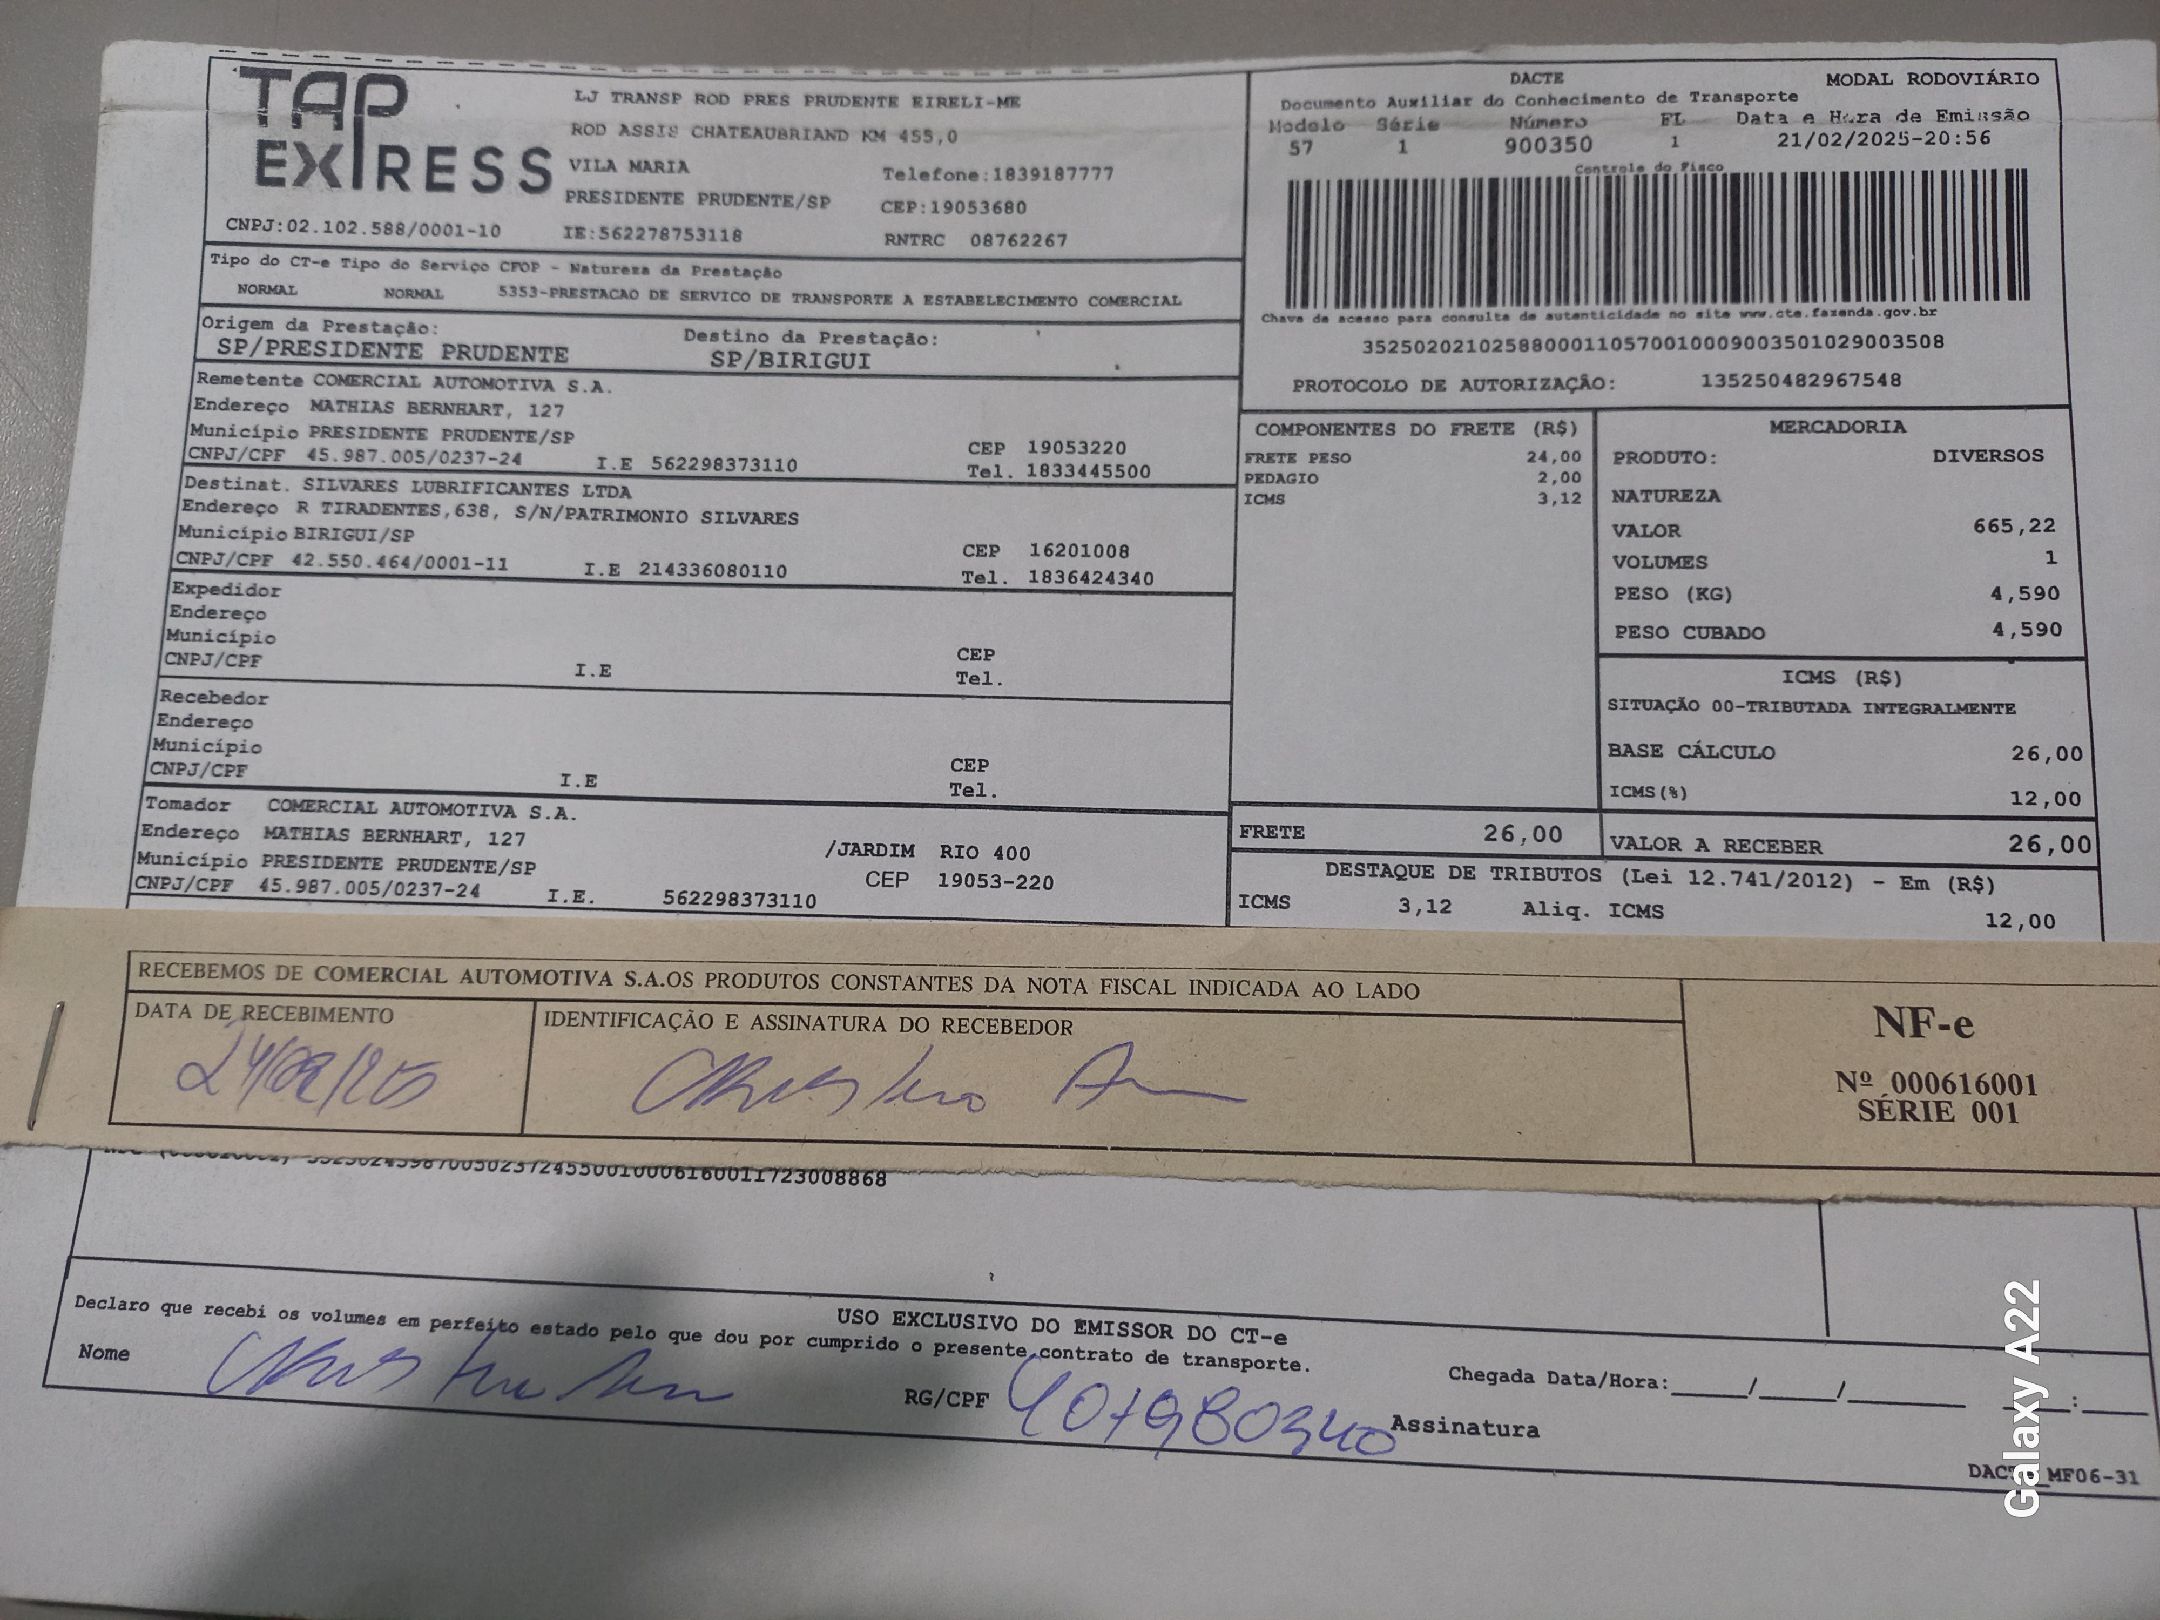 TAP
EXPRESS
LJ TRANSP ROD PRES PRUDENTE EIRELI-ME
ROD ASSIS CHATEAUBRIAND KM 455,0
VILA MARIA Telefone:1839187777
PRESIDENTE PRUDENTE/SP CEP:19053680
CNPJ:02.102.588/0001-10 IE:562278753118 RNTRC 08762267
DACTE MODAL RODOVIÁRIO
Documento Auxiliar do Conhecimento de Transporte
Modelo Série Número FL Data e Hora de Emissão
57 1 900350 1 21/02/2025-20:56
Controle do Fisco
Chave de acesso para consulta de autenticidade no site www.cte.fazenda.gov.br
35250202102588000110570010009003501029003508
PROTOCOLO DE AUTORIZAÇÃO: 135250482967548
Tipo do CT-e Tipo do Serviço CFOP - Natureza da Prestação
NORMAL NORMAL 5353-PRESTACAO DE SERVICO DE TRANSPORTE A ESTABELECIMENTO COMERCIAL
Origem da Prestação: Destino da Prestação:
SP/PRESIDENTE PRUDENTE SP/BIRIGUI
Remetente COMERCIAL AUTOMOTIVA S.A.
Endereço MATHIAS BERNHART, 127
Município PRESIDENTE PRUDENTE/SP CEP 19053220
CNPJ/CPF 45.987.005/0237-24 I.E 562298373110 Tel. 1833445500
Destinat. SILVARES LUBRIFICANTES LTDA
Endereço R TIRADENTES,638, S/N/PATRIMONIO SILVARES
Município BIRIGUI/SP CEP 16201008
CNPJ/CPF 42.550.464/0001-11 I.E 214336080110 Tel. 1836424340
Expedidor
Endereço
Município CEP
CNPJ/CPF I.E Tel.
Recebedor
Endereço
Município CEP
CNPJ/CPF I.E Tel.
Tomador COMERCIAL AUTOMOTIVA S.A.
Endereço MATHIAS BERNHART, 127 /JARDIM RIO 400
Município PRESIDENTE PRUDENTE/SP CEP 19053-220
CNPJ/CPF 45.987.005/0237-24 I.E. 562298373110
COMPONENTES DO FRETE (R$)
FRETE PESO 24,00
PEDAGIO 2,00
ICMS 3,12
MERCADORIA
PRODUTO: DIVERSOS
NATUREZA
VALOR 665,22
VOLUMES 1
PESO (KG) 4,590
PESO CUBADO 4,590
ICMS (R$)
SITUAÇÃO 00-TRIBUTADA INTEGRALMENTE
BASE CÁLCULO 26,00
ICMS(%) 12,00
FRETE 26,00 VALOR A RECEBER 26,00
DESTAQUE DE TRIBUTOS (Lei 12.741/2012) - Em (R$)
ICMS 3,12 Aliq. ICMS 12,00
RECEBEMOS DE COMERCIAL AUTOMOTIVA S.A.OS PRODUTOS CONSTANTES DA NOTA FISCAL INDICADA AO LADO
DATA DE RECEBIMENTO IDENTIFICAÇÃO E ASSINATURA DO RECEBEDOR
24/02/25
NF-e
Nº 000616001
SÉRIE 001
USO EXCLUSIVO DO EMISSOR DO CT-e
Declaro que recebi os volumes em perfeito estado pelo que dou por cumprido o presente contrato de transporte.
Nome RG/CPF Assinatura
Chegada Data/Hora:_____/_____/_____ _____:_____
MF06-31
Galaxy A22